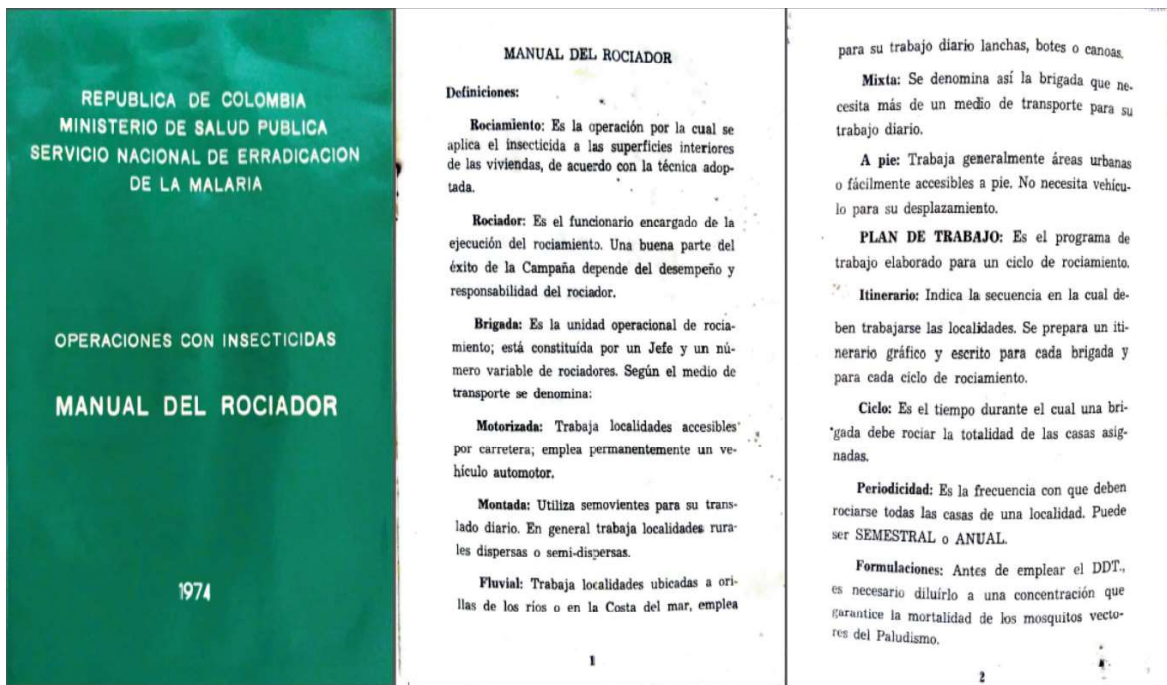 REPUBLICA DE COLOMBIA
MINISTERIO DE SALUD PUBLICA
SERVICIO NACIONAL DE ERRADICACION
DE LA MALARIA
OPERACIONES CON INSECTICIDAS
MANUAL DEL ROCIADOR
1974
MANUAL DEL ROCIADOR
Definiciones:
Rociamiento: Es la operación por la cual se
aplica el insecticida a las superficies interiores
de las viviendas, de acuerdo con la técnica adop-
tada.
Rociador: Es el funcionario encargado de la
ejecución del rociamiento. Una buena parte del
éxito de la Campaña depende del desempeño y
responsabilidad del rociador.
Brigada: Es la unidad operacional de rocia-
miento; está constituída por un Jefe y un nú-
mero variable de rociadores. Según el medio de
transporte se denomina:
Motorizada: Trabaja localidades accesibles
por carretera; emplea permanentemente un ve-
hículo automotor.
Montada: Utiliza semovientes para su trans-
lado diario. En general trabaja localidades rura-
les dispersas o semi-dispersas.
Fluvial: Trabaja localidades ubicadas a ori-
llas de los ríos o en la Costa del mar, emplea
1
para su trabajo diario lanchas, botes o canoas.
Mixta: Se denomina así la brigada que ne-
cesita más de un medio de transporte para su
trabajo diario.
A pie: Trabaja generalmente áreas urbanas
o fácilmente accesibles a pie. No necesita vehícu-
lo para su desplazamiento.
PLAN DE TRABAJO: Es el programa de
trabajo elaborado para un ciclo de rociamiento.
Itinerario: Indica la secuencia en la cual de-
ben trabajarse las localidades. Se prepara un iti-
nerario gráfico y escrito para cada brigada y
para cada ciclo de rociamiento.
Ciclo: Es el tiempo durante el cual una bri-
gada debe rociar la totalidad de las casas asig-
nadas.
Periodicidad: Es la frecuencia con que deben
rociarse todas las casas de una localidad. Puede
ser SEMESTRAL o ANUAL.
Formulaciones: Antes de emplear el DDT.,
es necesario diluírlo a una concentración que
garantice la mortalidad de los mosquitos vecto-
res del Paludismo.
2